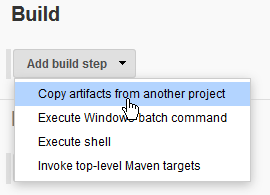 Build
Add build step
Copy artifacts from another project
Execute Windows batch command
Execute shell
Invoke top-level Maven targets